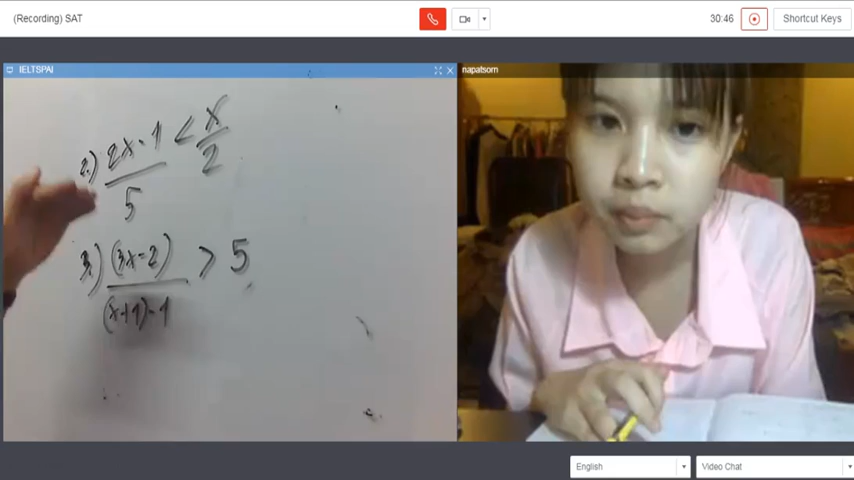 (Recording) SAT
30:46
Shortcut Keys
IELTSPAI
napatsorn
2.) 2x-1 < x
5 2
3.) (3x-2) > 5
(x+1)-1
English
Video Chat